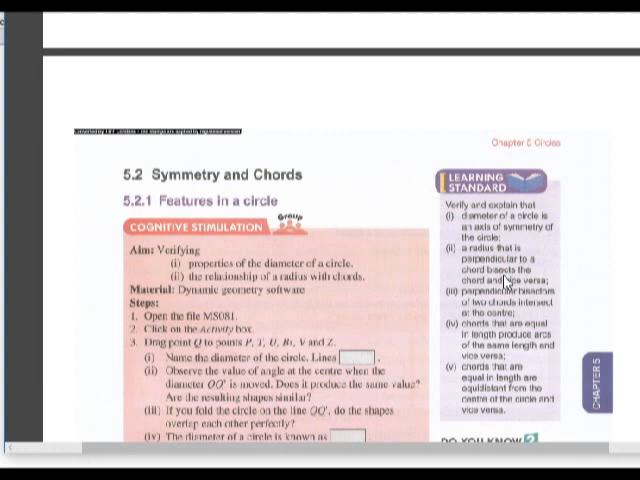 Chapter 5 Circles
5.2 Symmetry and Chords
5.2.1 Features in a circle
Group
COGNITIVE STIMULATION
Aim: Verifying
(i) properties of the diameter of a circle.
(ii) the relationship of a radius with chords.
Material: Dynamic geometry software
Steps:
1. Open the file MS081.
2. Click on the Activity box.
3. Drag point Q to points P, T, U, B₁, V and Z.
(i) Name the diameter of the circle. Lines .
(ii) Observe the value of angle at the centre when the
diameter OQ' is moved. Does it produce the same value?
Are the resulting shapes similar?
(iii) If you fold the circle on the line OQ', do the shapes
overlap each other perfectly?
(iv) The diameter of a circle is known as
LEARNING
STANDARD
Verify and explain that
(i) diameter of a circle is
an axis of symmetry of
the circle;
(ii) a radius that is
perpendicular to a
chord bisects the
chord and vice versa;
(iii) perpendicular bisectors
of two chords intersect
at the centre;
(iv) chords that are equal
in length produce arcs
of the same length and
vice versa;
(v) chords that are
equal in length are
equidistant from the
centre of the circle and
vice versa.
CHAPTER 5
DO YOU KNOW ?